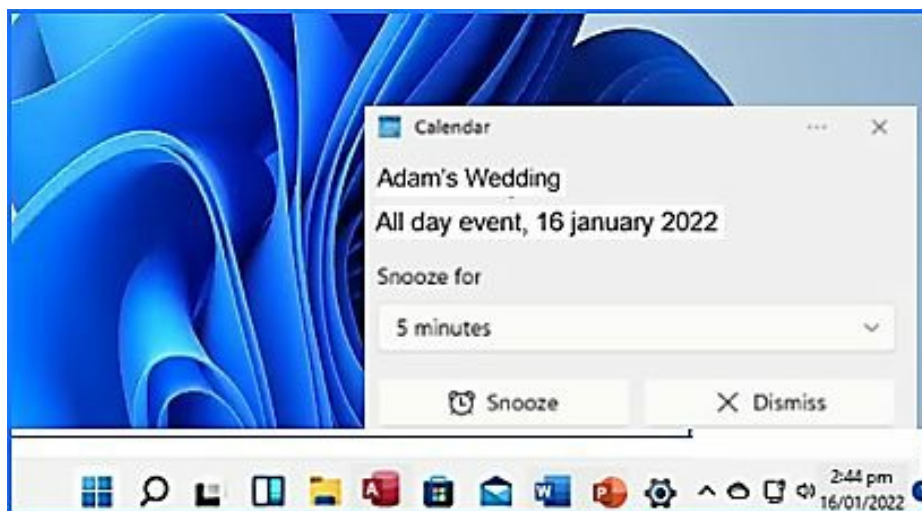 Calendar
Adam's Wedding
All day event, 16 january 2022
Snooze for
5 minutes
Snooze
Dismiss
A
W
P
2:44 pm
16/01/2022